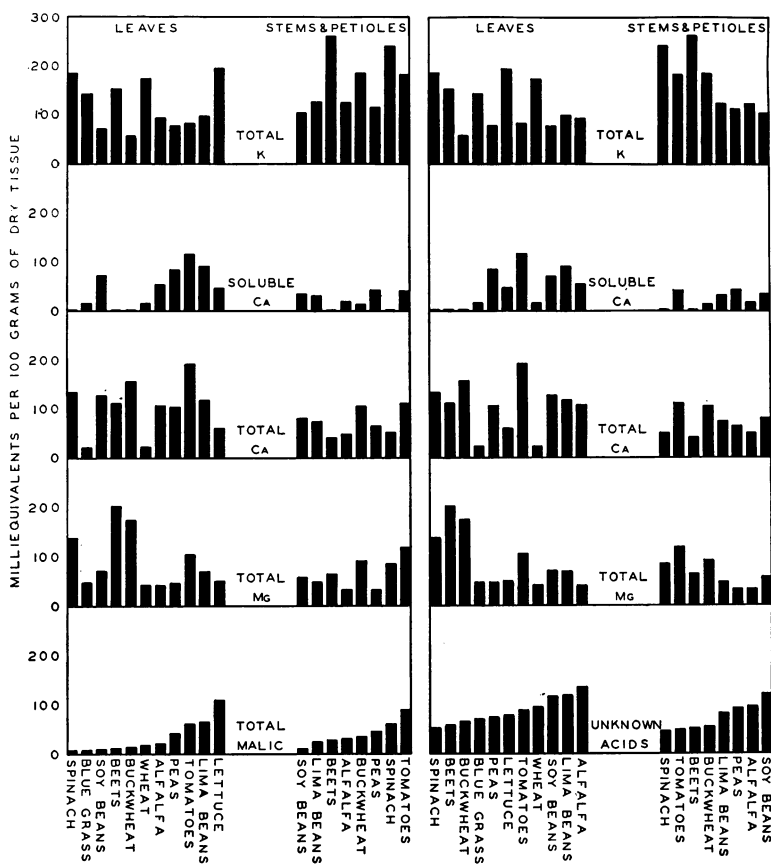 MILLIEQUIVALENTS PER 100 GRAMS OF DRY TISSUE
LEAVES STEMS & PETIOLES
300
200
100
0
TOTAL
K
200
100
0
SOLUBLE
CA
200
100
0
TOTAL
CA
200
100
0
TOTAL
MG
200
100
0
TOTAL
MALIC
SPINACH
BLUE GRASS
SOY BEANS
BEETS
BUCKWHEAT
WHEAT
ALFALFA
PEAS
TOMATOES
LIMA BEANS
LETTUCE
SOY BEANS
LIMA BEANS
BEETS
ALFALFA
BUCKWHEAT
PEAS
SPINACH
TOMATOES
LEAVES STEMS & PETIOLES
TOTAL
K
SOLUBLE
CA
TOTAL
CA
TOTAL
MG
UNKNOWN
ACIDS
SPINACH
BEETS
BUCKWHEAT
BLUE GRASS
PEAS
LETTUCE
TOMATOES
WHEAT
SOY BEANS
LIMA BEANS
ALFALFA
SPINACH
TOMATOES
BEETS
BUCKWHEAT
LIMA BEANS
PEAS
ALFALFA
SOY BEANS